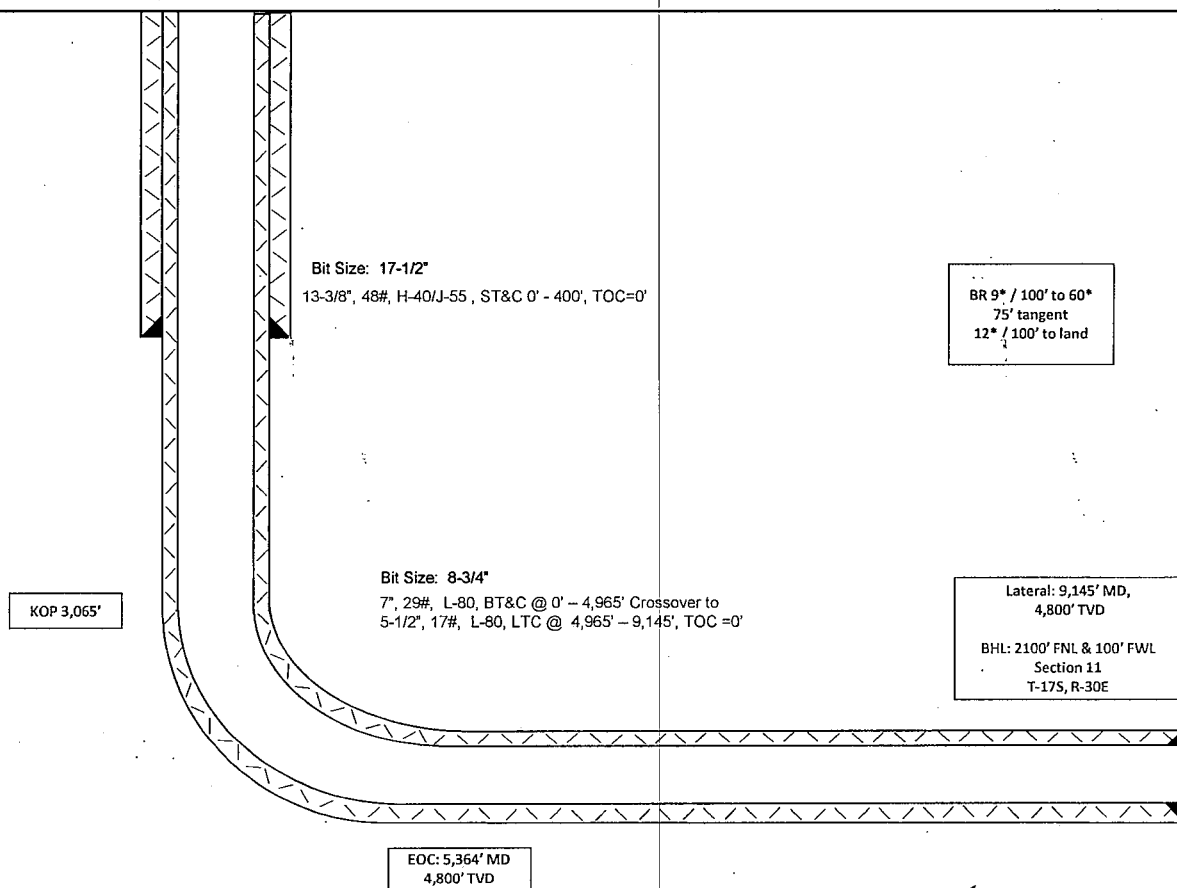 Bit Size: 17-1/2"
13-3/8", 48#, H-40/J-55 , ST&C 0' - 400', TOC=0'
BR 9* / 100' to 60*
75' tangent
12* / 100' to land
Bit Size: 8-3/4"
7", 29#, L-80, BT&C @ 0' – 4,965' Crossover to
5-1/2", 17#, L-80, LTC @ 4,965' – 9,145', TOC =0'
KOP 3,065'
Lateral: 9,145' MD,
4,800' TVD
BHL: 2100' FNL & 100' FWL
Section 11
T-17S, R-30E
EOC: 5,364' MD
4,800' TVD